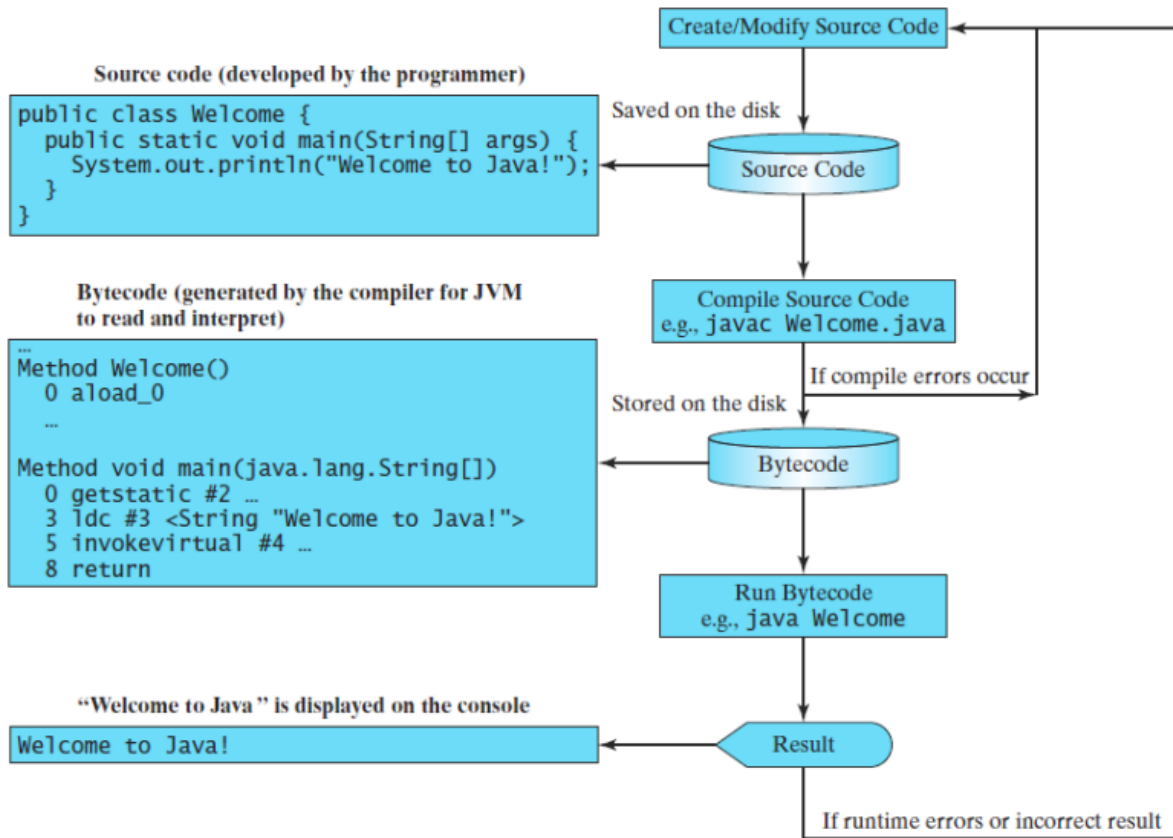 Create/Modify Source Code
Source code (developed by the programmer)
public class Welcome {
  public static void main(String[] args) {
    System.out.println("Welcome to Java!");
  }
}
Saved on the disk
Source Code
Compile Source Code
e.g., javac Welcome.java
If compile errors occur
Bytecode (generated by the compiler for JVM
to read and interpret)
…
Method Welcome()
  0 aload_0
  …
Method void main(java.lang.String[])
  0 getstatic #2 …
  3 ldc #3 <String "Welcome to Java!">
  5 invokevirtual #4 …
  8 return
Stored on the disk
Bytecode
Run Bytecode
e.g., java Welcome
“Welcome to Java” is displayed on the console
Welcome to Java!
Result
If runtime errors or incorrect result